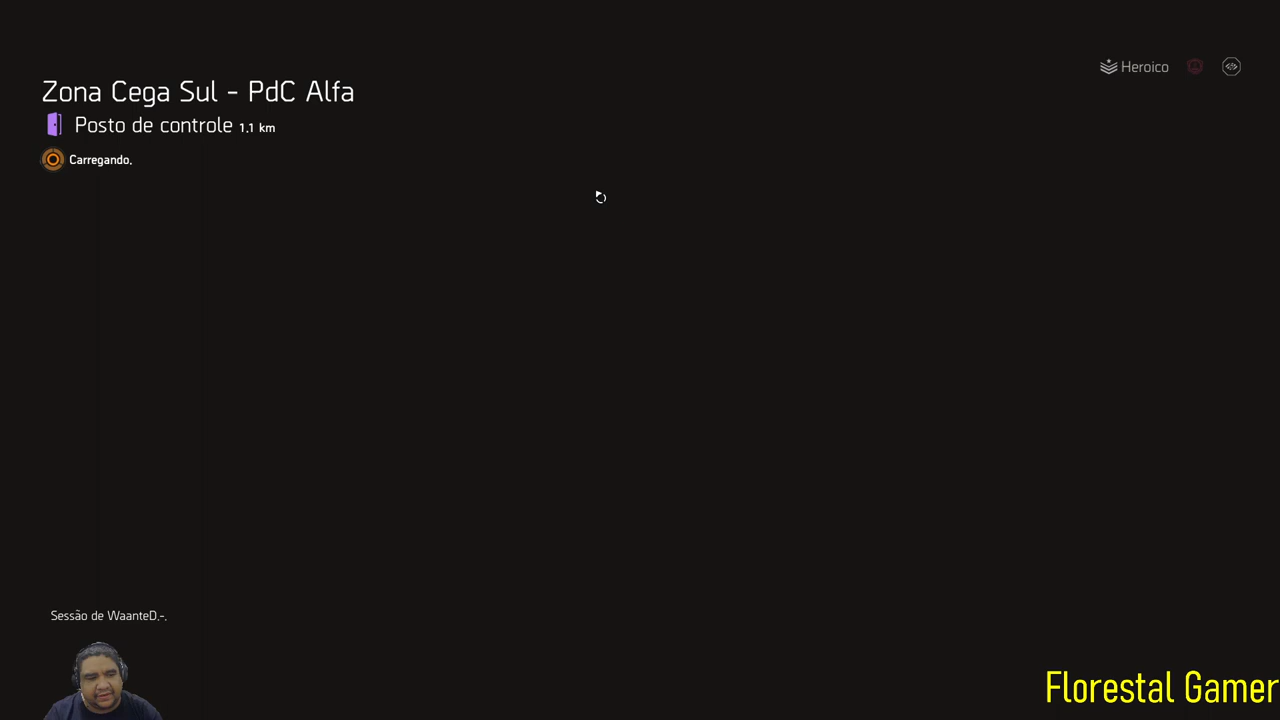 Heroico
Zona Cega Sul - PdC Alfa
Posto de controle 1.1 km
Carregando.
Sessão de WaanteD.-.
Florestal Gamer